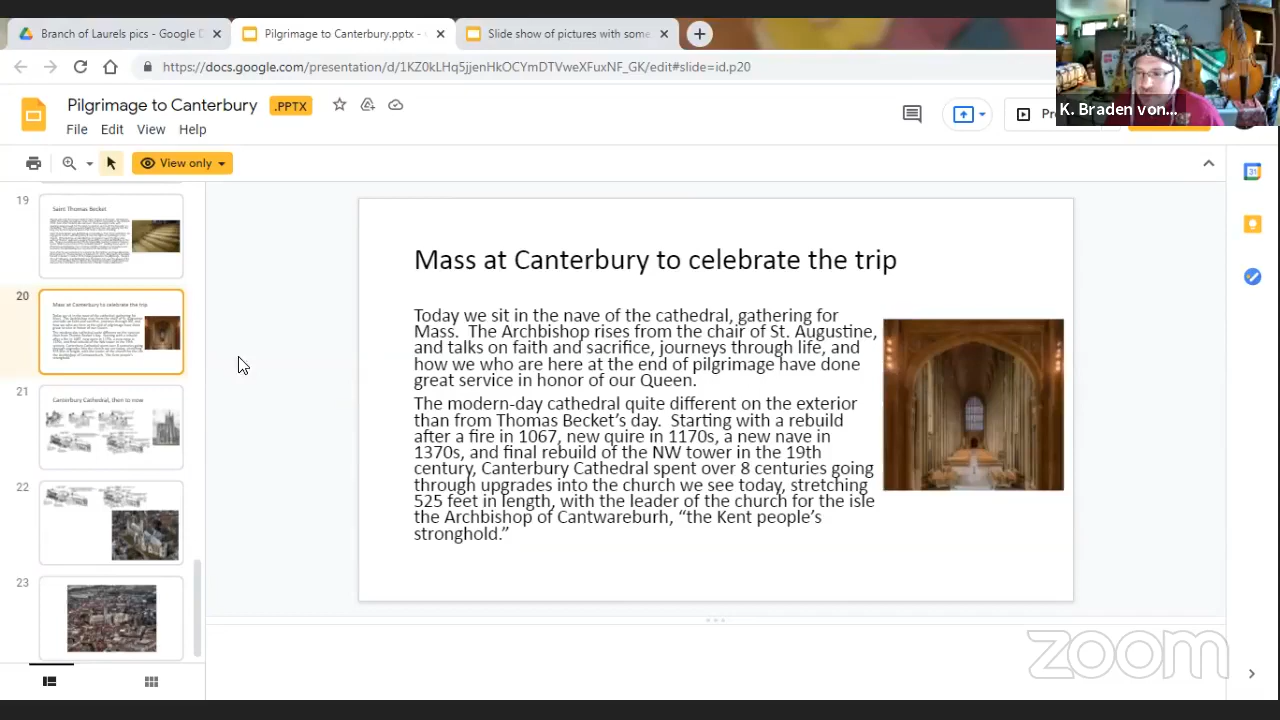 Branch of Laurels pics - Google D
Pilgrimage to Canterbury.pptx -
Slide show of pictures with some
https://docs.google.com/presentation/d/1KZ0kLHq5jjenHkOCYmDTVweXFuxNF_GK/edit#slide=id.p20
K. Braden von...
Pilgrimage to Canterbury
.PPTX
File Edit View Help
View only
19
Saint Thomas Becket
20
Mass at Canterbury to celebrate the trip
21
Canterbury Cathedral, then to now
22
23
Mass at Canterbury to celebrate the trip
Today we sit in the nave of the cathedral, gathering for
Mass. The Archbishop rises from the chair of St. Augustine,
and talks on faith and sacrifice, journeys through life, and
how we who are here at the end of pilgrimage have done
great service in honor of our Queen.
The modern-day cathedral quite different on the exterior
than from Thomas Becket's day. Starting with a rebuild
after a fire in 1067, new quire in 1170s, a new nave in
1370s, and final rebuild of the NW tower in the 19th
century, Canterbury Cathedral spent over 8 centuries going
through upgrades into the church we see today, stretching
525 feet in length, with the leader of the church for the isle
the Archbishop of Cantwareburh, “the Kent people’s
stronghold.”
31
zoom